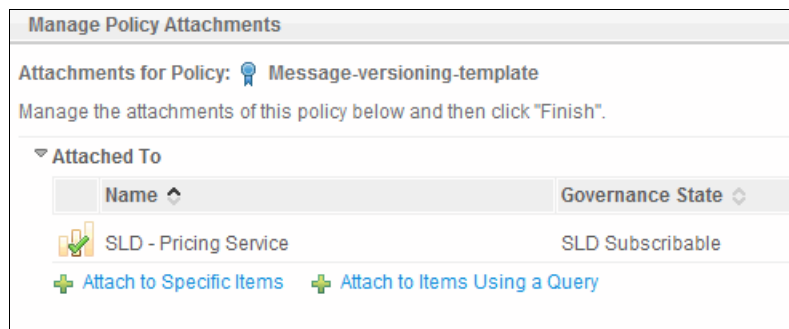 Manage Policy Attachments
Attachments for Policy: Message-versioning-template
Manage the attachments of this policy below and then click "Finish".
Attached To
Name Governance State
SLD - Pricing Service SLD Subscribable
Attach to Specific Items Attach to Items Using a Query